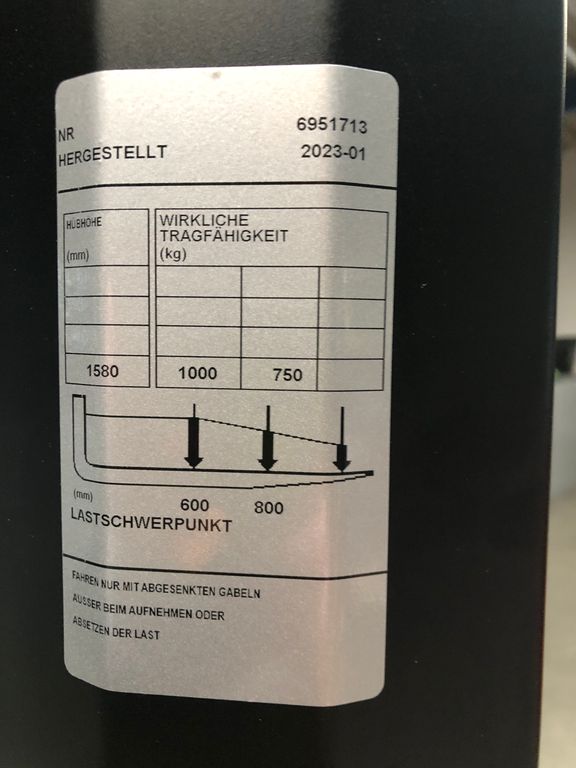 NR 6951713
HERGESTELLT 2023-01
HUBHÖHE
(mm)
WIRKLICHE
TRAGFÄHIGKEIT
(kg)
1580 1000 750
(mm) 600 800
LASTSCHWERPUNKT
FAHREN NUR MIT ABGESENKTEN GABELN
AUSSER BEIM AUFNEHMEN ODER
ABSETZEN DER LAST